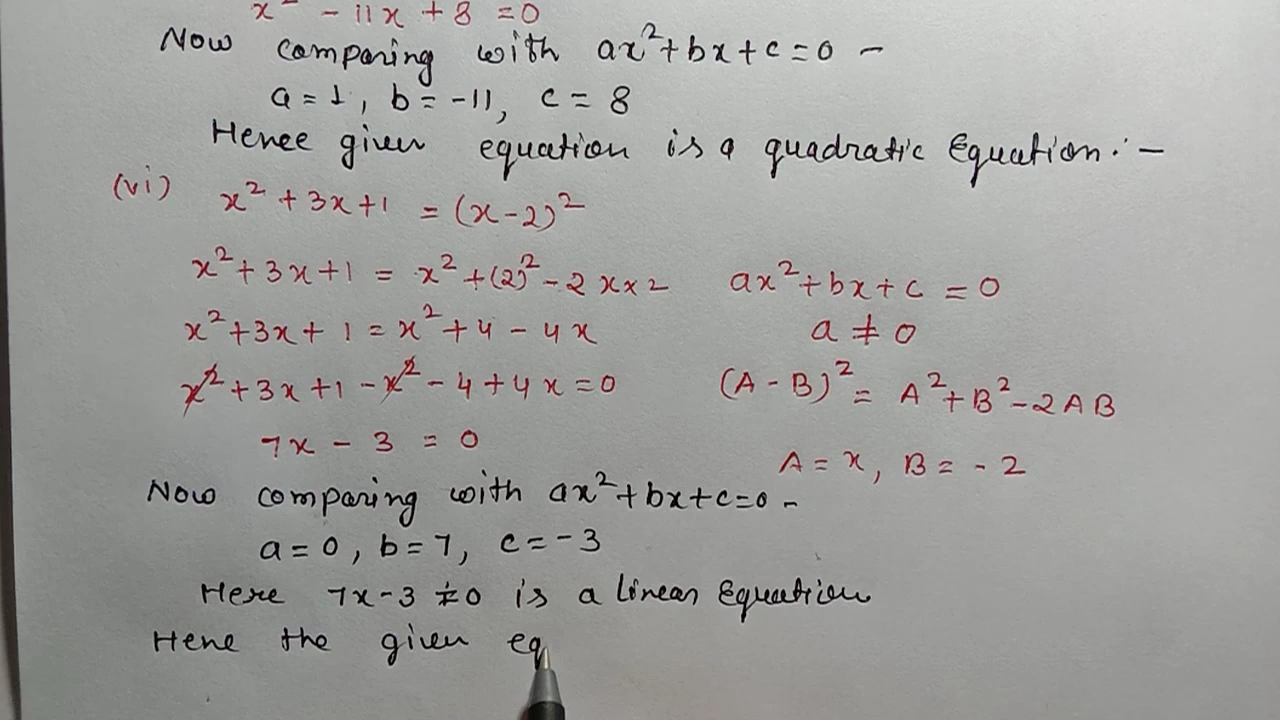 x² - 11x + 8 = 0
Now comparing with ax²+bx+c=0 -
a=1, b=-11, c=8
Hence given equation is a quadratic Equation. -
(vi) x²+3x+1 = (x-2)²
x²+3x+1 = x²+(2)²-2xx2
x²+3x+1 = x²+4-4x
x²+3x+1-x²-4+4x=0
7x-3=0
ax²+bx+c=0
a≠0
(A-B)²=A²+B²-2AB
A=x, B=-2
Now comparing with ax²+bx+c=0-
a=0, b=7, c=-3
Here 7x-3≠0 is a linear Equation
Hene the given eq